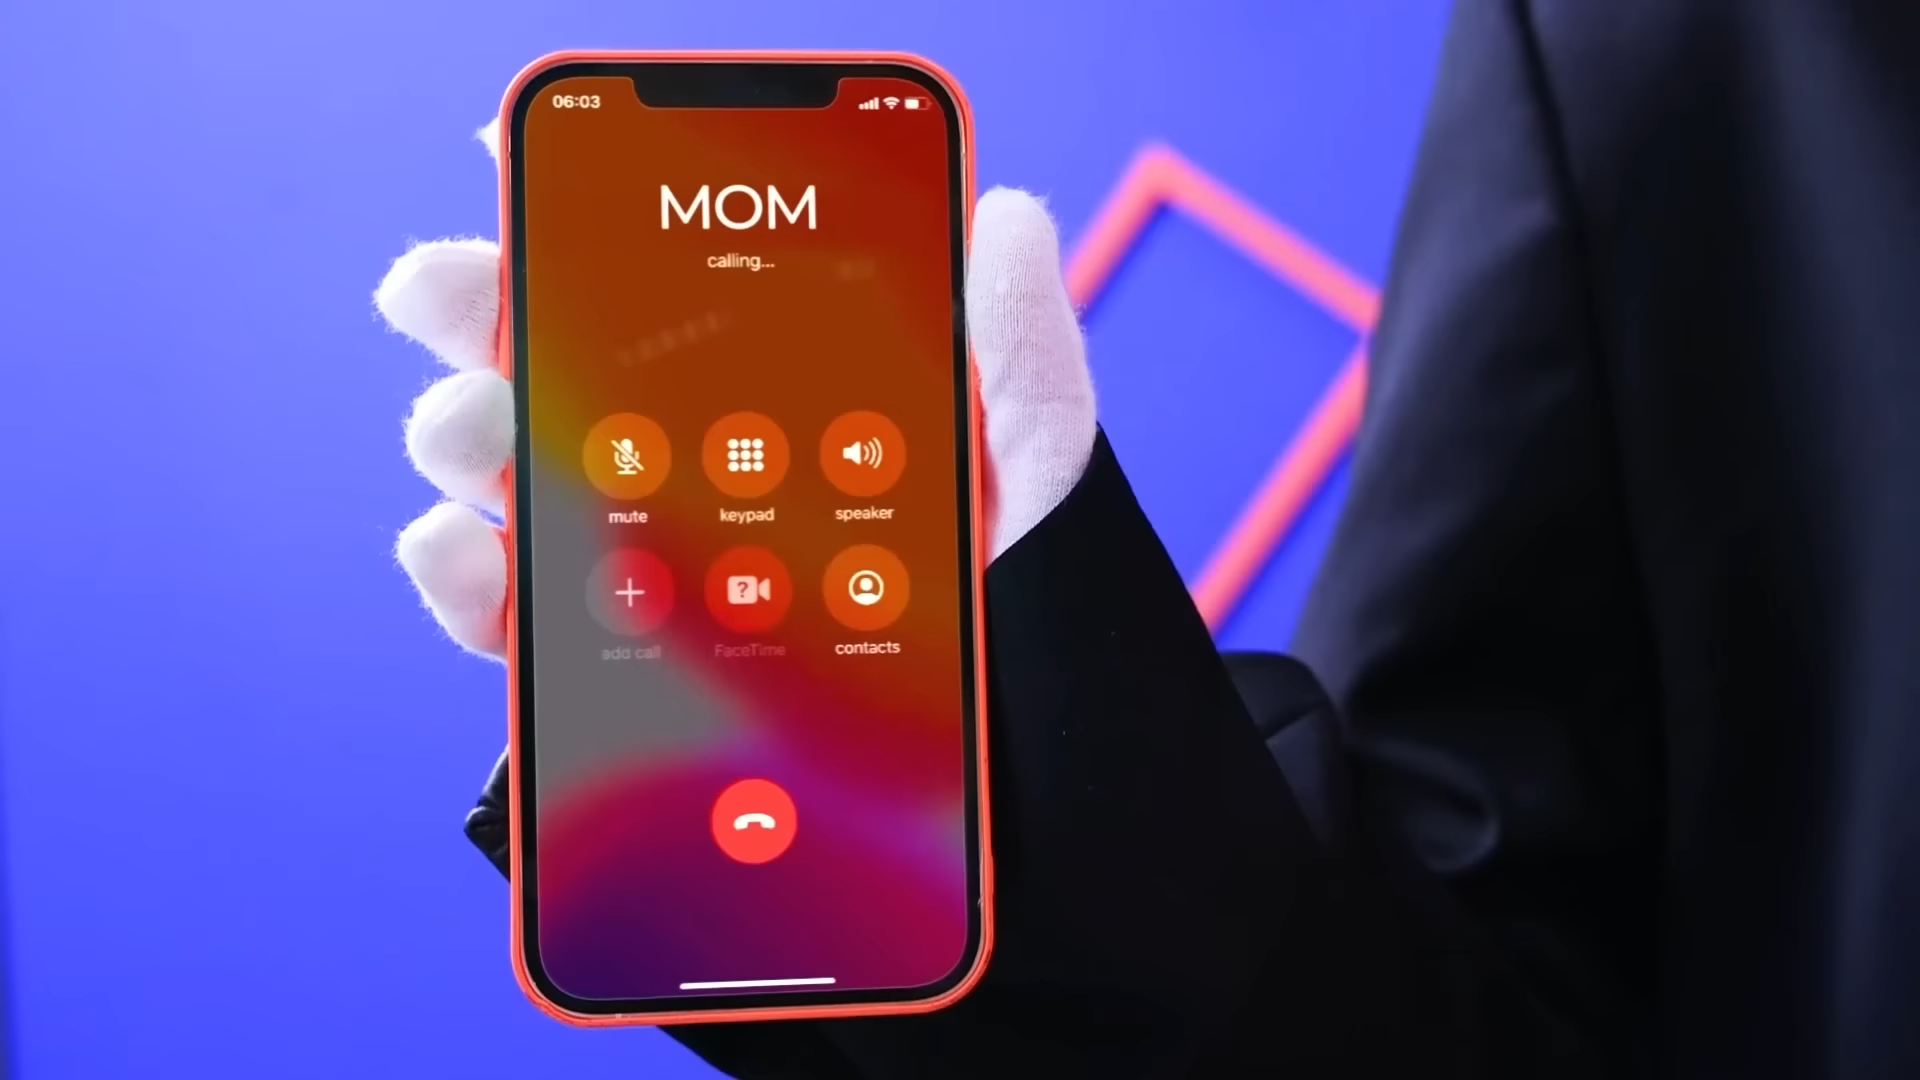 06:03
MOM
calling...
mute
keypad
speaker
add call
FaceTime
contacts